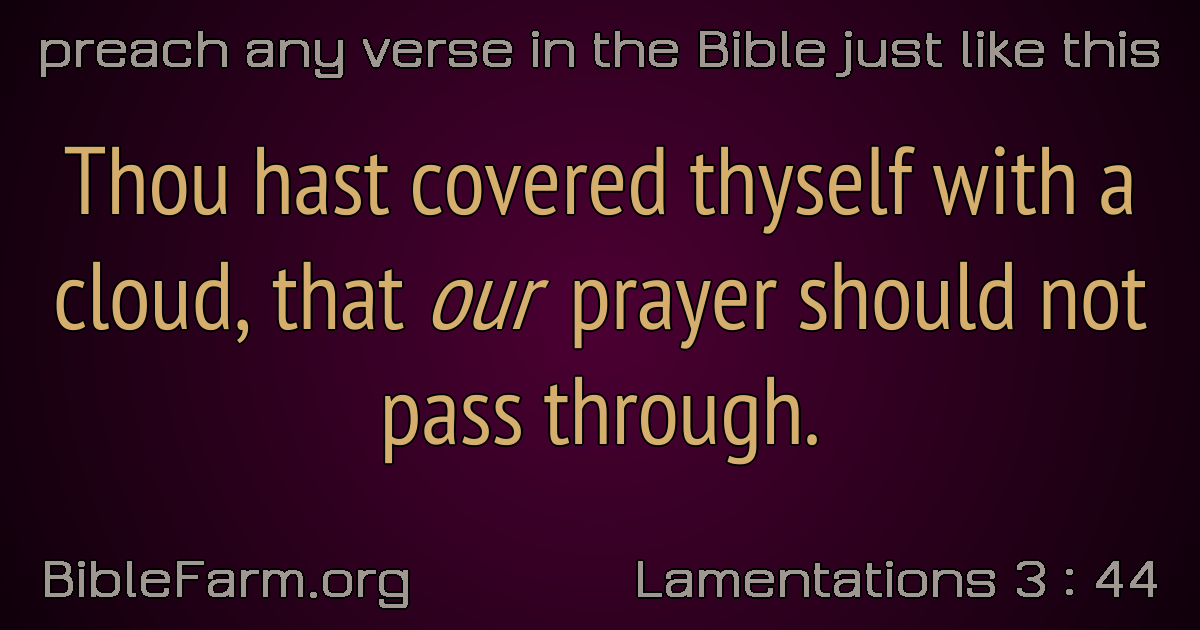 preach any verse in the Bible just like this
Thou hast covered thyself with a
cloud, that our prayer should not
pass through.
BibleFarm.org
Lamentations 3 : 44